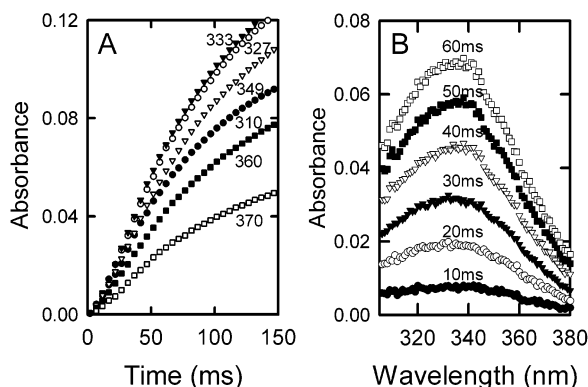 A
B
Absorbance
0.12
0.08
0.04
0.00
333
327
349
310
360
370
0
50
100
150
Time (ms)
Absorbance
0.08
0.06
0.04
0.02
0.00
60ms
50ms
40ms
30ms
20ms
10ms
320
340
360
380
Wavelength (nm)